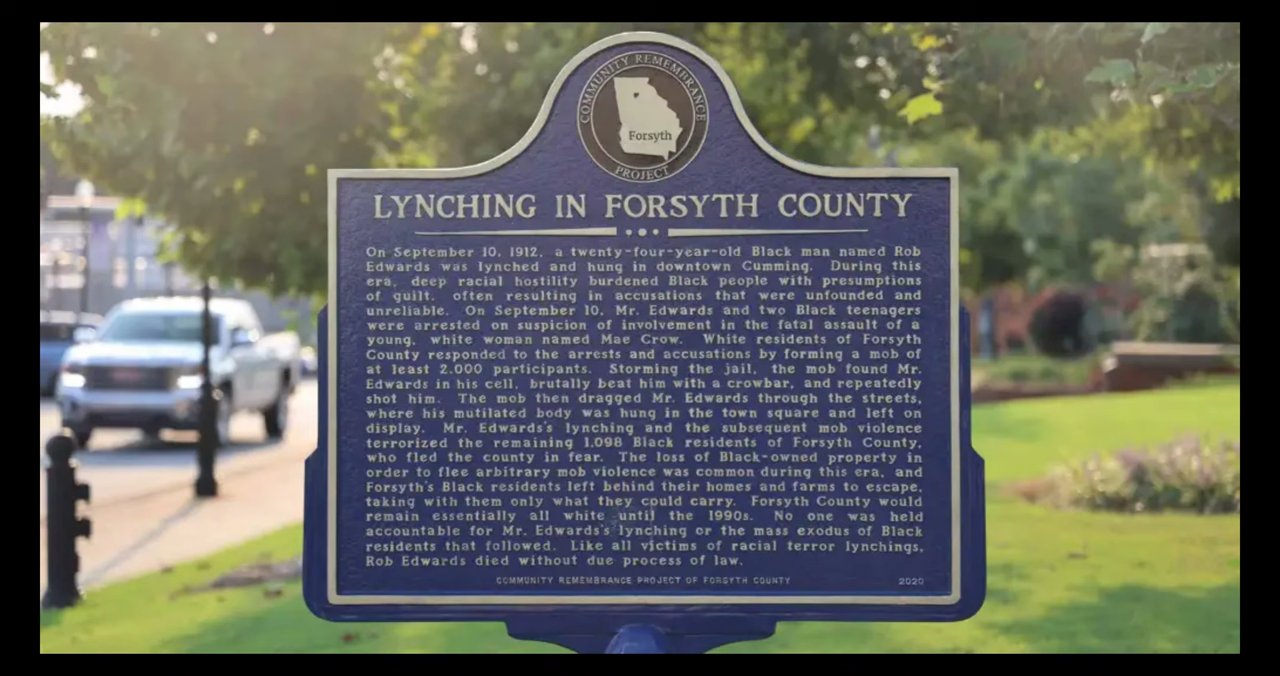 COMMUNITY REMEMBRANCE
Forsyth
PROJECT
LYNCHING IN FORSYTH COUNTY
On September 10, 1912, a twenty-four-year-old Black man named Rob
Edwards was lynched and hung in downtown Cumming. During this
era, deep racial hostility burdened Black people with presumptions
of guilt, often resulting in accusations that were unfounded and
unreliable. On September 10, Mr. Edwards and two Black teenagers
were arrested on suspicion of involvement in the fatal assault of a
young, white woman named Mae Crow. White residents of Forsyth
County responded to the arrests and accusations by forming a mob of
at least 2,000 participants. Storming the jail, the mob found Mr.
Edwards in his cell, brutally beat him with a crowbar, and repeatedly
shot him. The mob then dragged Mr. Edwards through the streets,
where his mutilated body was hung in the town square and left on
display. Mr. Edwards's lynching and the subsequent mob violence
terrorized the remaining 1,098 Black residents of Forsyth County,
who fled the county in fear. The loss of Black-owned property in
order to flee arbitrary mob violence was common during this era, and
Forsyth's Black residents left behind their homes and farms to escape,
taking with them only what they could carry. Forsyth County would
remain essentially all white until the 1990s. No one was held
accountable for Mr. Edwards's lynching or the mass exodus of Black
residents that followed. Like all victims of racial terror lynchings,
Rob Edwards died without due process of law.
COMMUNITY REMEMBRANCE PROJECT OF FORSYTH COUNTY 2020